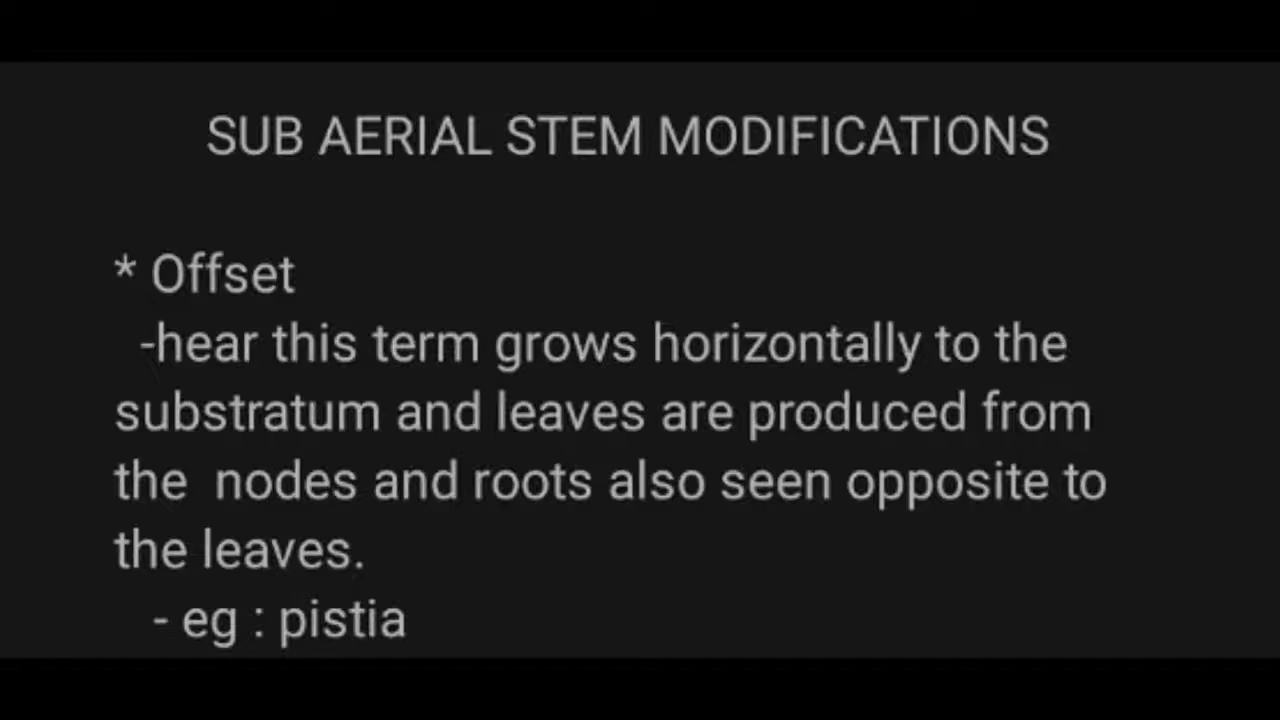 SUB AERIAL STEM MODIFICATIONS
* Offset
-hear this term grows horizontally to the
substratum and leaves are produced from
the nodes and roots also seen opposite to
the leaves.
- eg : pistia